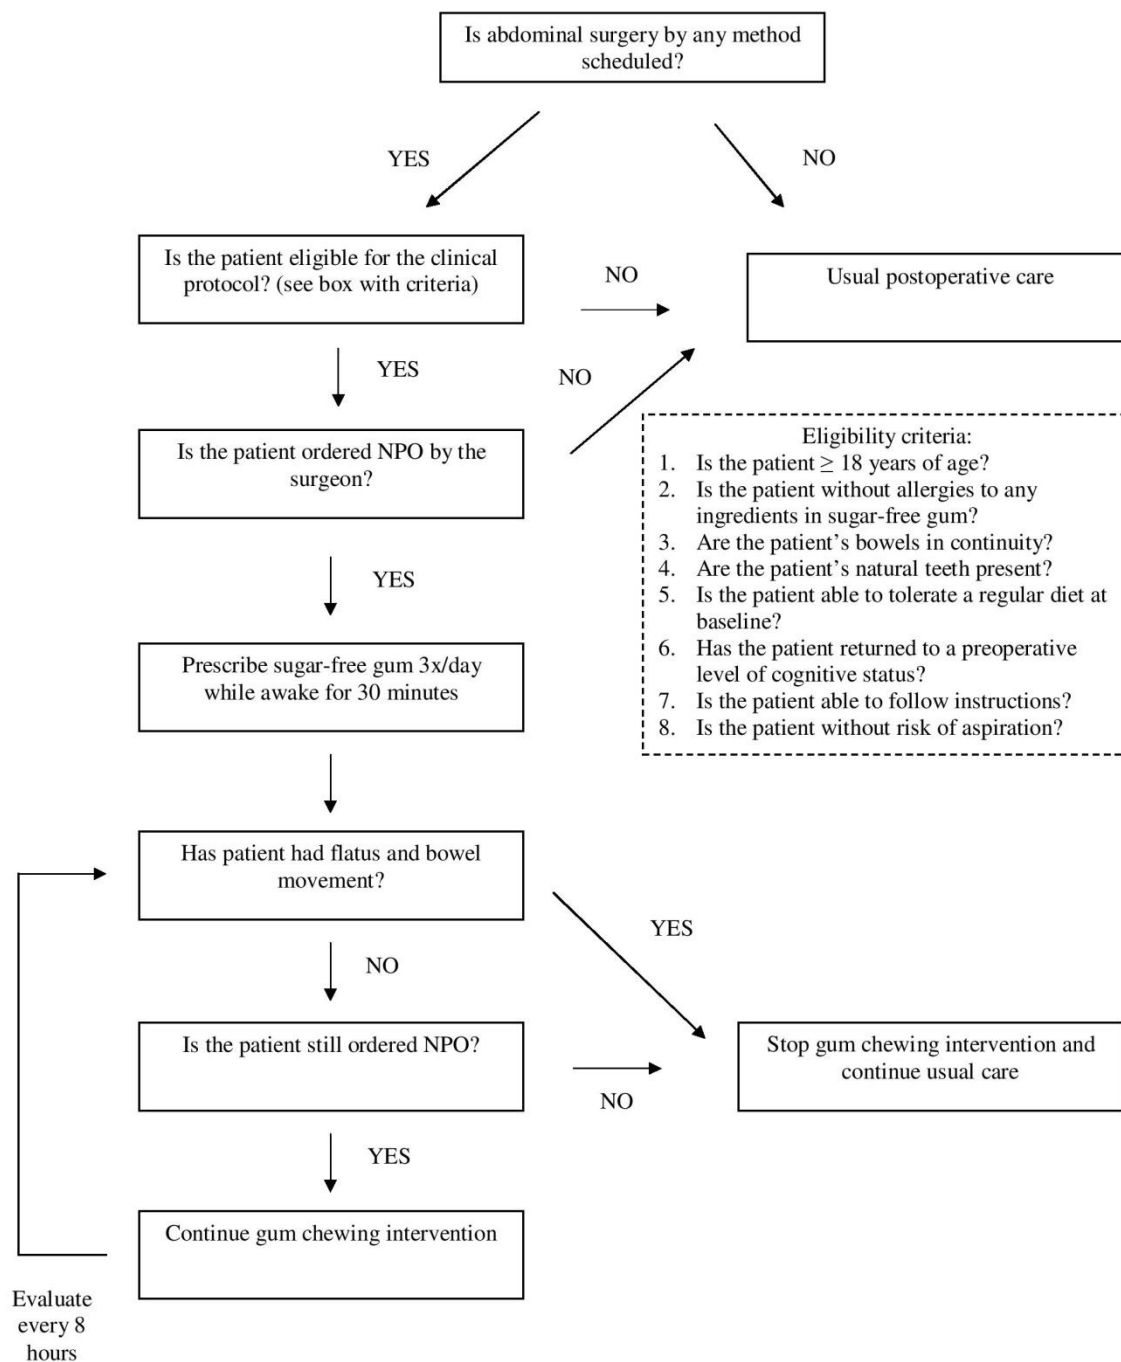 Is abdominal surgery by any method
scheduled?
YES
NO
Is the patient eligible for the clinical
protocol? (see box with criteria)
NO
Usual postoperative care
YES
NO
Is the patient ordered NPO by the
surgeon?
Eligibility criteria:
1. Is the patient ≥ 18 years of age?
2. Is the patient without allergies to any
ingredients in sugar-free gum?
3. Are the patient's bowels in continuity?
4. Are the patient's natural teeth present?
5. Is the patient able to tolerate a regular diet at
baseline?
6. Has the patient returned to a preoperative
level of cognitive status?
7. Is the patient able to follow instructions?
8. Is the patient without risk of aspiration?
YES
Prescribe sugar-free gum 3x/day
while awake for 30 minutes
Has patient had flatus and bowel
movement?
YES
NO
Is the patient still ordered NPO?
NO
Stop gum chewing intervention and
continue usual care
YES
Continue gum chewing intervention
Evaluate
every 8
hours